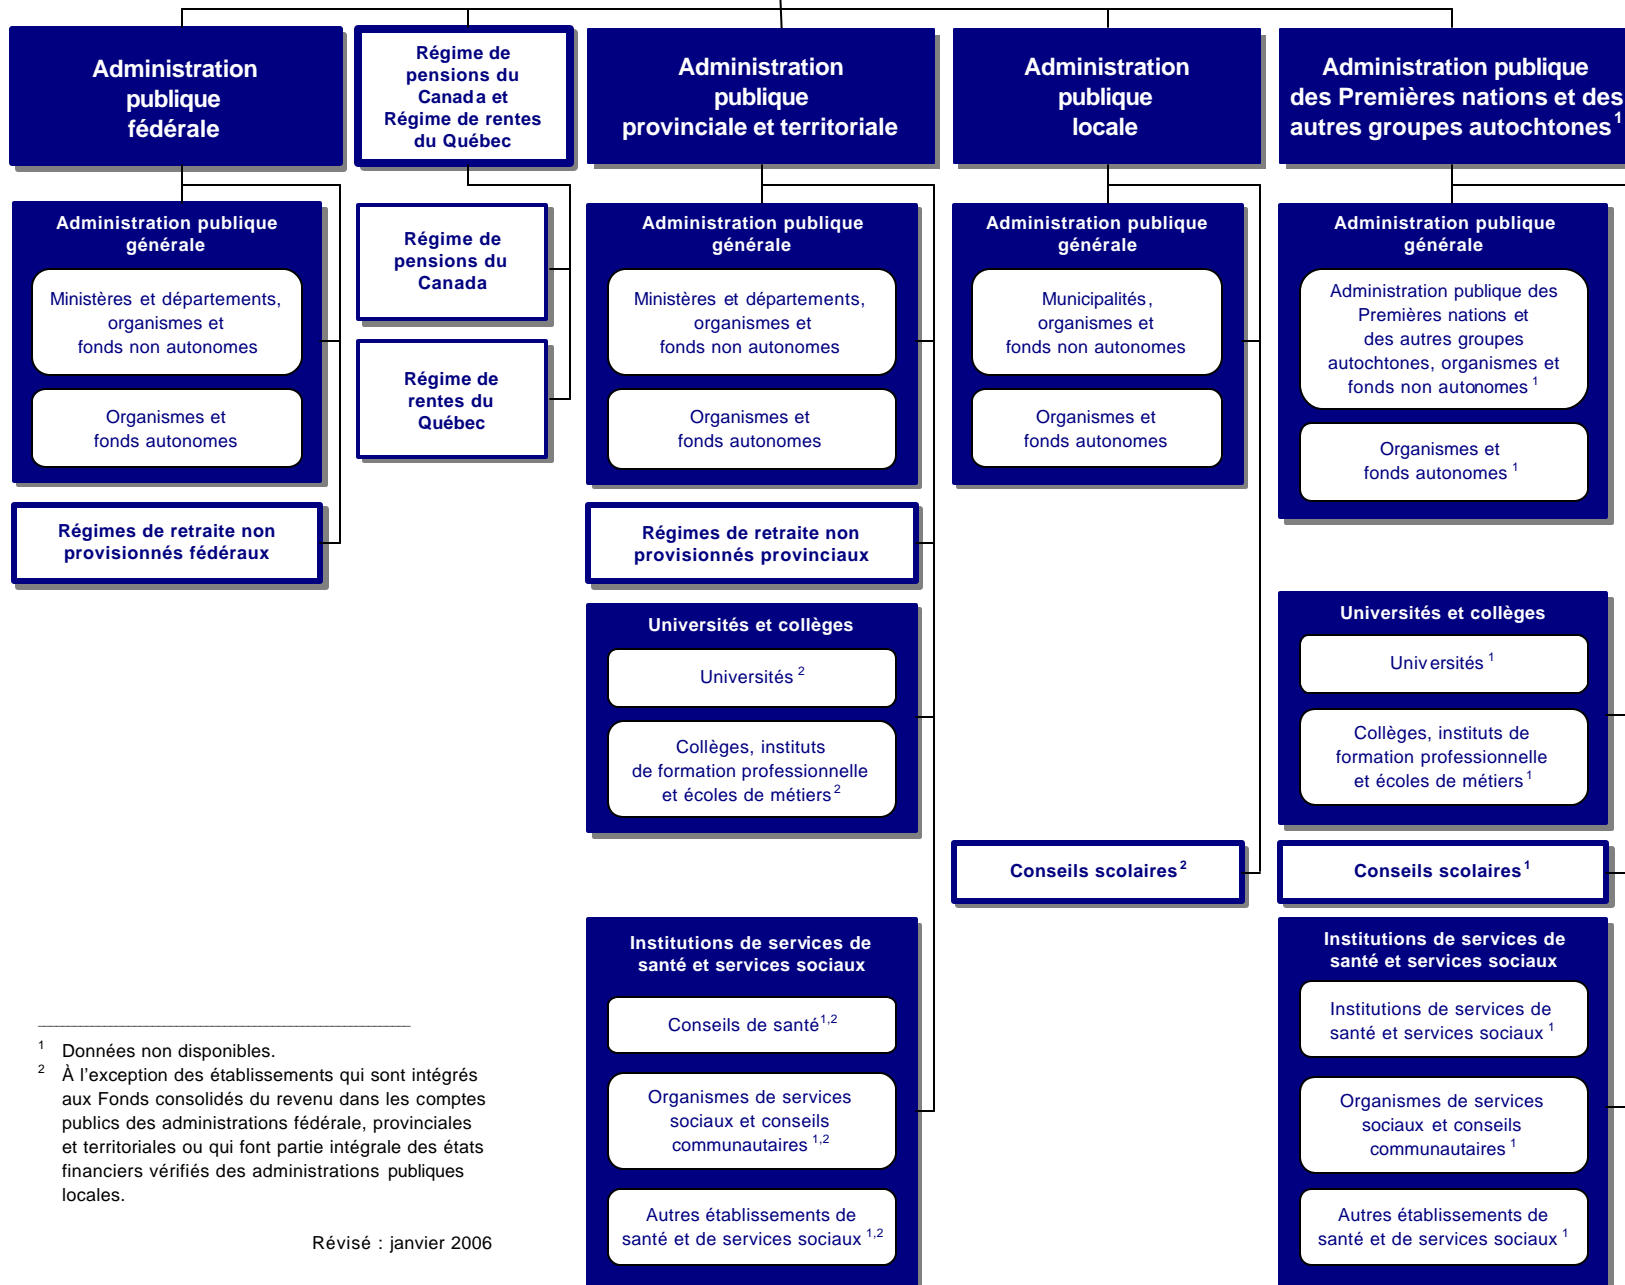 Administration
publique
fédérale
Régime de
pensions du
Canada et
Régime de rentes
du Québec
Administration
publique
provinciale et territoriale
Administration
publique
locale
Administration publique
des Premières nations et des
autres groupes autochtones 1
Administration publique
générale
Ministères et départements,
organismes et
fonds non autonomes
Organismes et
fonds autonomes
Régimes de retraite non
provisionnés fédéraux
Régime de
pensions du
Canada
Régime de
rentes du
Québec
Administration publique
générale
Ministères et départements,
organismes et
fonds non autonomes
Organismes et
fonds autonomes
Régimes de retraite non
provisionnés provinciaux
Universités et collèges
Universités 2
Collèges, instituts
de formation professionnelle
et écoles de métiers 2
Institutions de services de
santé et services sociaux
Conseils de santé 1,2
Organismes de services
sociaux et conseils
communautaires 1,2
Autres établissements de
santé et de services sociaux 1,2
Administration publique
générale
Municipalités,
organismes et
fonds non autonomes
Organismes et
fonds autonomes
Conseils scolaires 2
Administration publique
générale
Administration publique des
Premières nations et
des autres groupes
autochtones, organismes et
fonds non autonomes 1
Organismes et
fonds autonomes 1
Universités et collèges
Universités 1
Collèges, instituts de
formation professionnelle
et écoles de métiers 1
Conseils scolaires 1
Institutions de services de
santé et services sociaux
Institutions de services de
santé et services sociaux 1
Organismes de services
sociaux et conseils
communautaires 1
Autres établissements de
santé et de services sociaux 1
1 Données non disponibles.
2 À l'exception des établissements qui sont intégrés
aux Fonds consolidés du revenu dans les comptes
publics des administrations fédérale, provinciales
et territoriales ou qui font partie intégrale des états
financiers vérifiés des administrations publiques
locales.
Révisé : janvier 2006